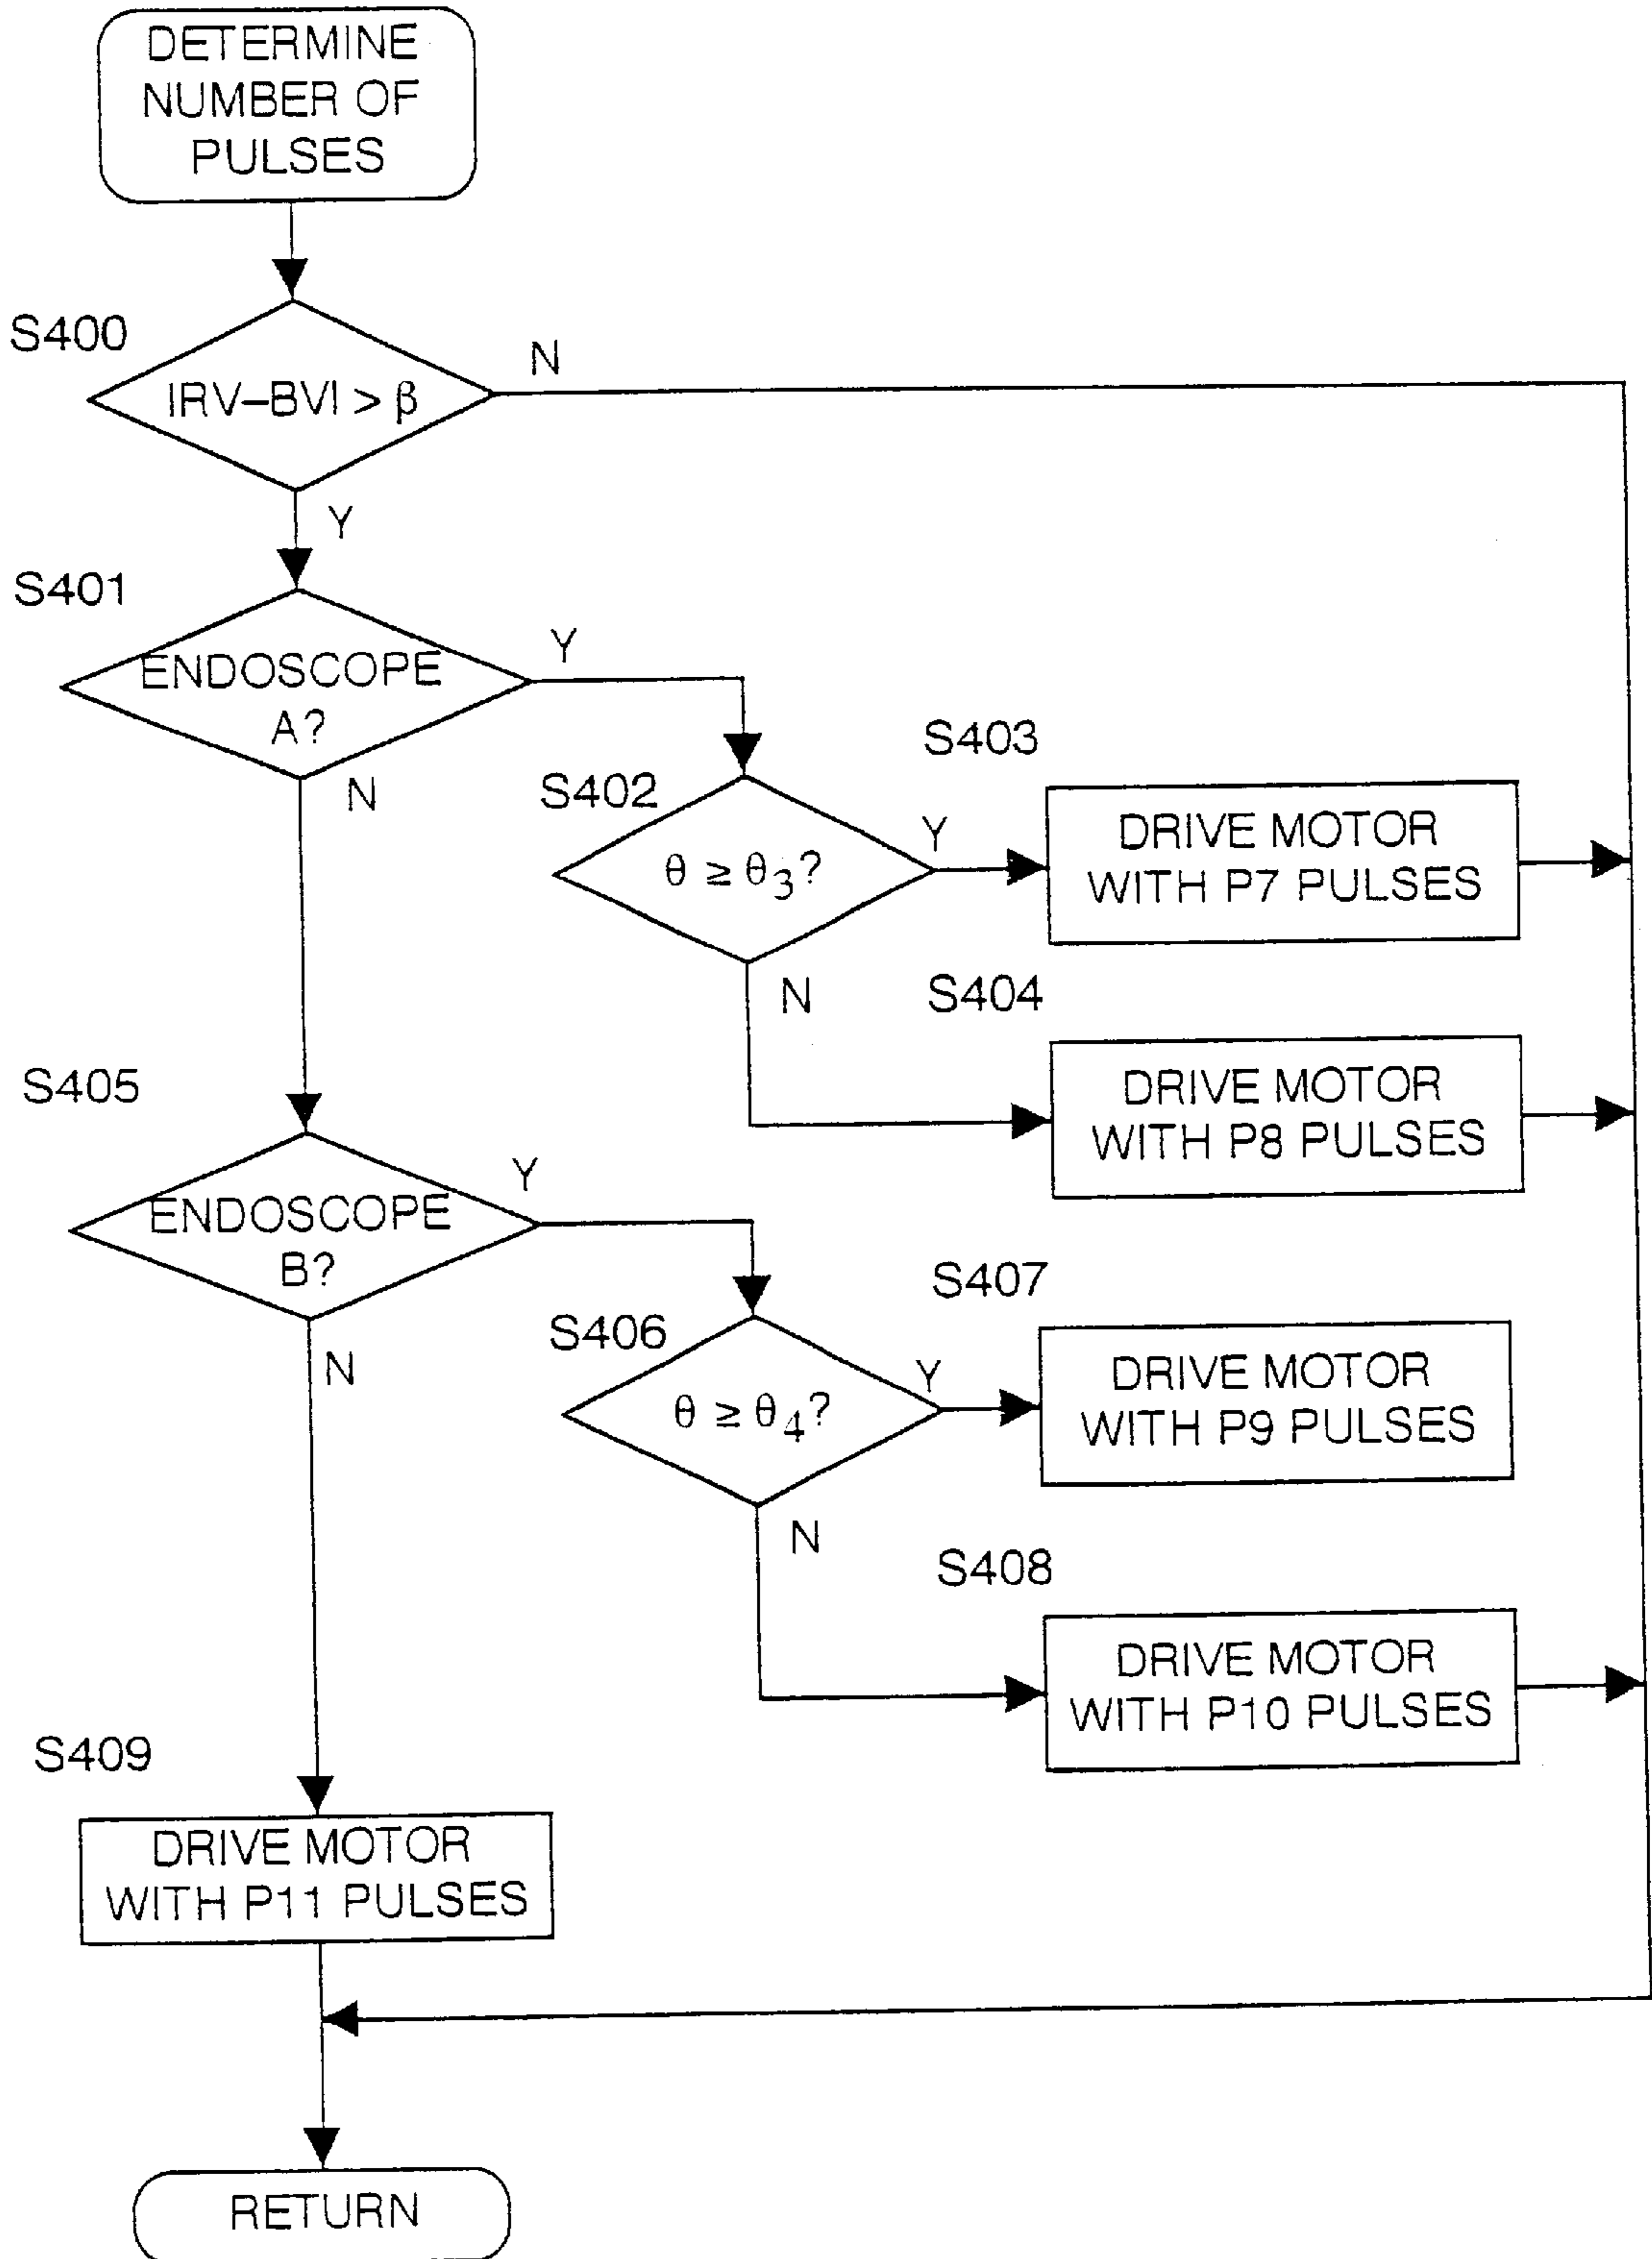 DETERMINE
NUMBER OF
PULSES
S400
IRV–BVI > β
N
Y
S401
ENDOSCOPE
A?
Y
N
S402
θ ≥ θ3?
Y
N
S403
DRIVE MOTOR
WITH P7 PULSES
S404
DRIVE MOTOR
WITH P8 PULSES
S405
ENDOSCOPE
B?
Y
N
S406
θ ≥ θ4?
Y
N
S407
DRIVE MOTOR
WITH P9 PULSES
S408
DRIVE MOTOR
WITH P10 PULSES
S409
DRIVE MOTOR
WITH P11 PULSES
RETURN